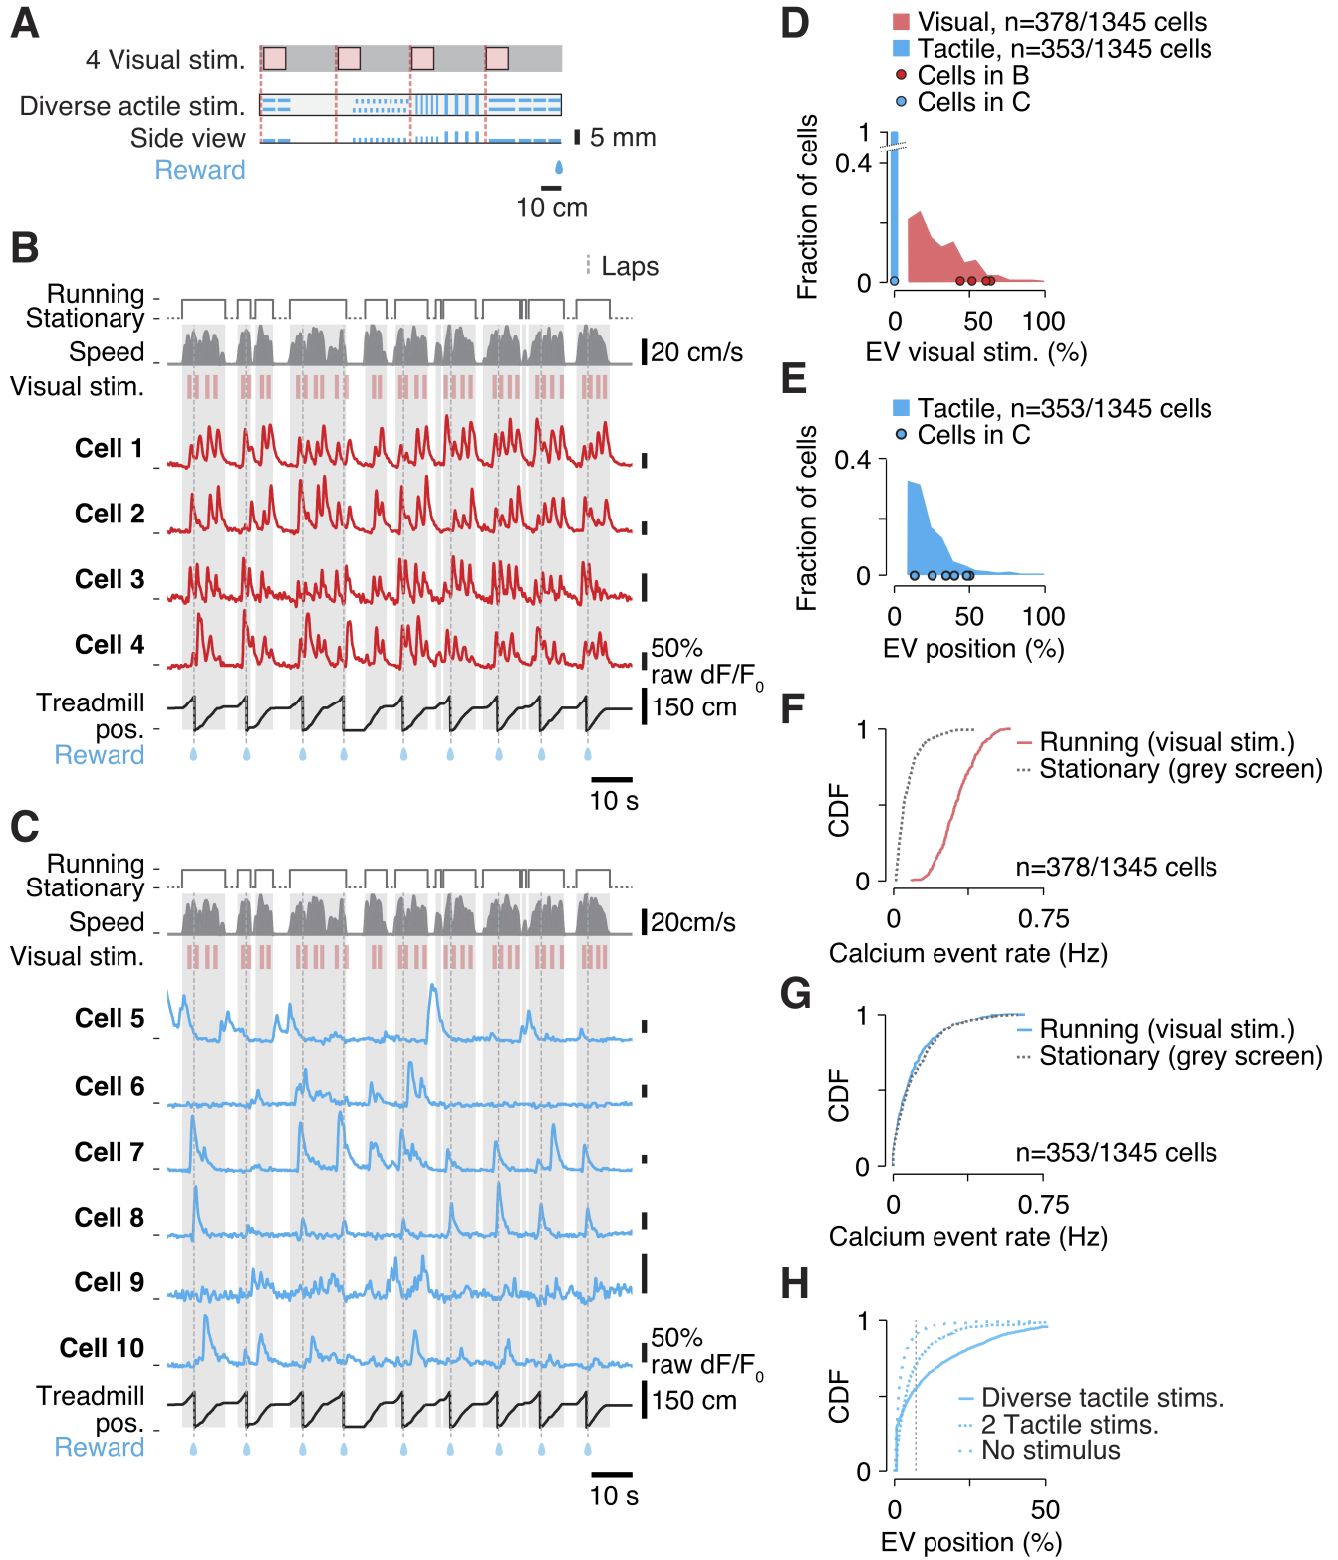 A
4 Visual stim.
Diverse actile stim.
Side view
5 mm
Reward
10 cm
B
Laps
Running
Stationary
Speed
20 cm/s
Visual stim.
Cell 1
Cell 2
Cell 3
Cell 4
50%
raw dF/F0
Treadmill
pos.
150 cm
Reward
10 s
C
Running
Stationary
Speed
20cm/s
Visual stim.
Cell 5
Cell 6
Cell 7
Cell 8
Cell 9
Cell 10
50%
raw dF/F0
Treadmill
pos.
150 cm
Reward
10 s
D
Visual, n=378/1345 cells
Tactile, n=353/1345 cells
Cells in B
Cells in C
Fraction of cells
1
0.4
0
0 50 100
EV visual stim. (%)
E
Tactile, n=353/1345 cells
Cells in C
Fraction of cells
0.4
0
0 50 100
EV position (%)
F
1
Running (visual stim.)
Stationary (grey screen)
CDF
n=378/1345 cells
0
0 0.75
Calcium event rate (Hz)
G
1
Running (visual stim.)
Stationary (grey screen)
CDF
n=353/1345 cells
0
0 0.75
Calcium event rate (Hz)
H
1
CDF
Diverse tactile stims.
2 Tactile stims.
No stimulus
0
0 50
EV position (%)